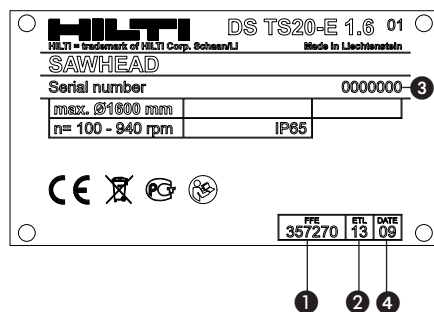 HILTI DS TS20-E 1.6 01
HILTI = trademark of HILTI Corp. Schaan/LI Made in Liechtenstein
SAWHEAD
Serial number 0000000 3
max. Ø1600 mm
n= 100 - 940 rpm IP65
CE PG
FFE ETL DATE
357270 13 09
1 2 4